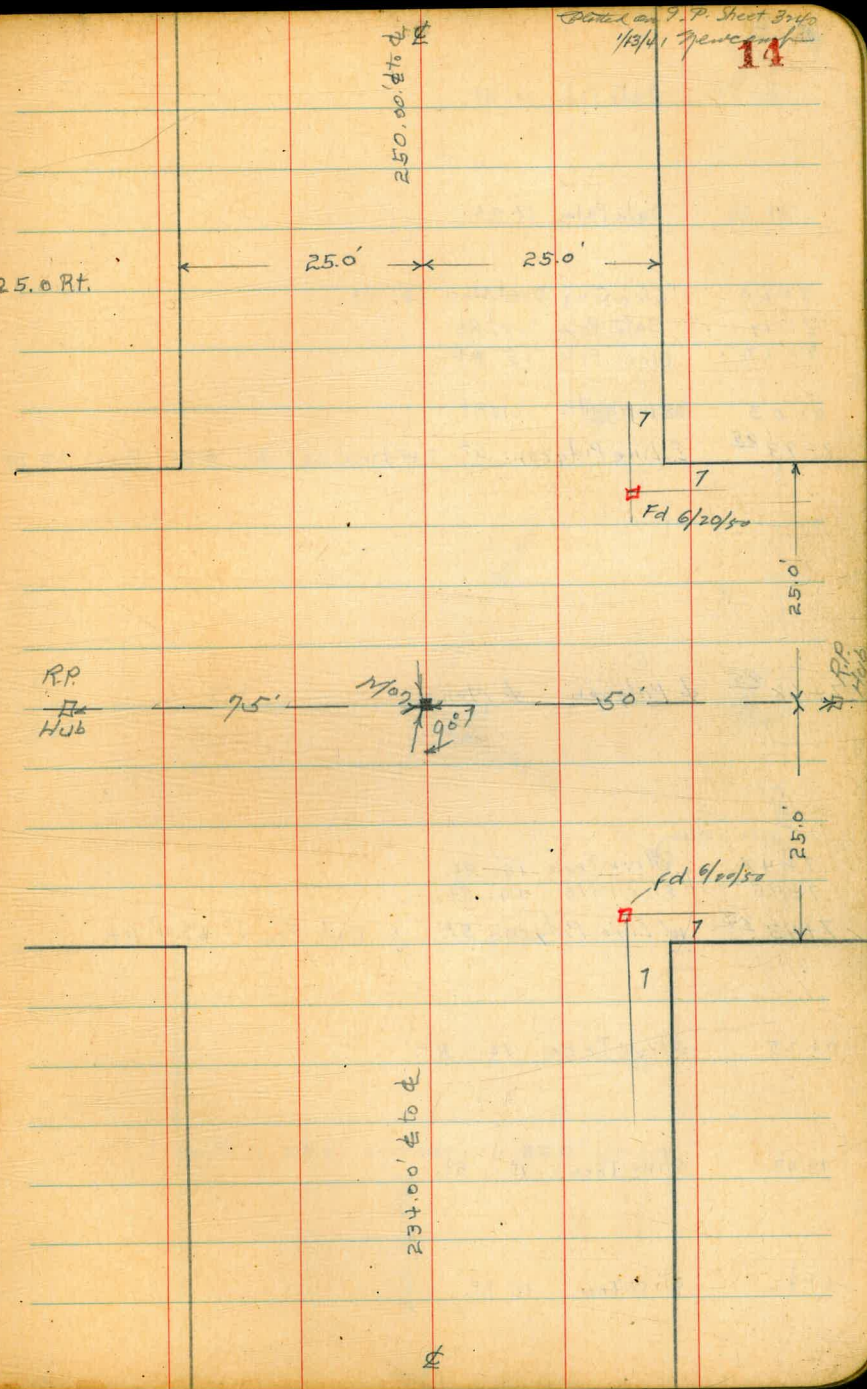 Plotted on 9. P. Sheet 3240
1/13/41, Newcomb
14
℄
250.00' ℄ to ℄
25.0'
25.0'
25.0 Rt.
7
7
Fd 6/20/50
25.0'
R.P.
Hub
75'
90°
50'
R.P.
Hub
25.0'
Fd 6/20/50
7
7
234.00' ℄ to ℄
℄